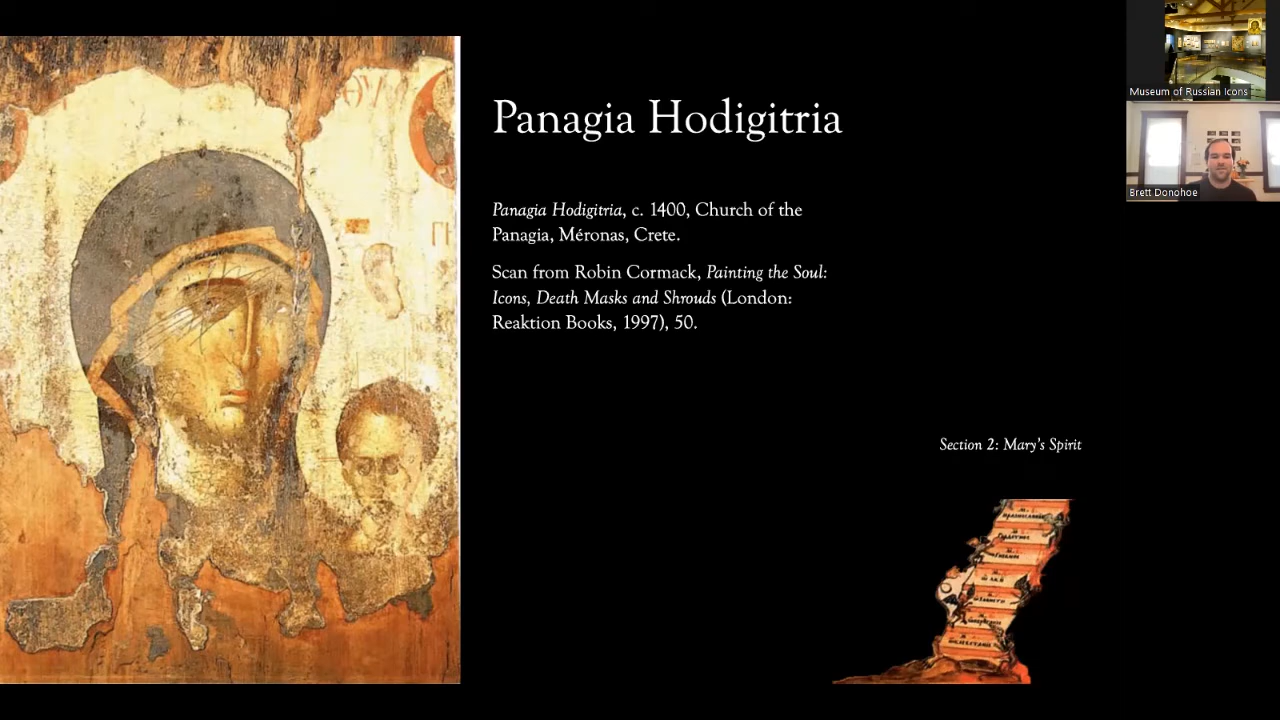 Panagia Hodigitria
Panagia Hodigitria, c. 1400, Church of the
Panagia, Méronas, Crete.
Scan from Robin Cormack, Painting the Soul:
Icons, Death Masks and Shrouds (London:
Reaktion Books, 1997), 50.
Section 2: Mary's Spirit
Museum of Russian Icons
Brett Donohoe
ΘΥ